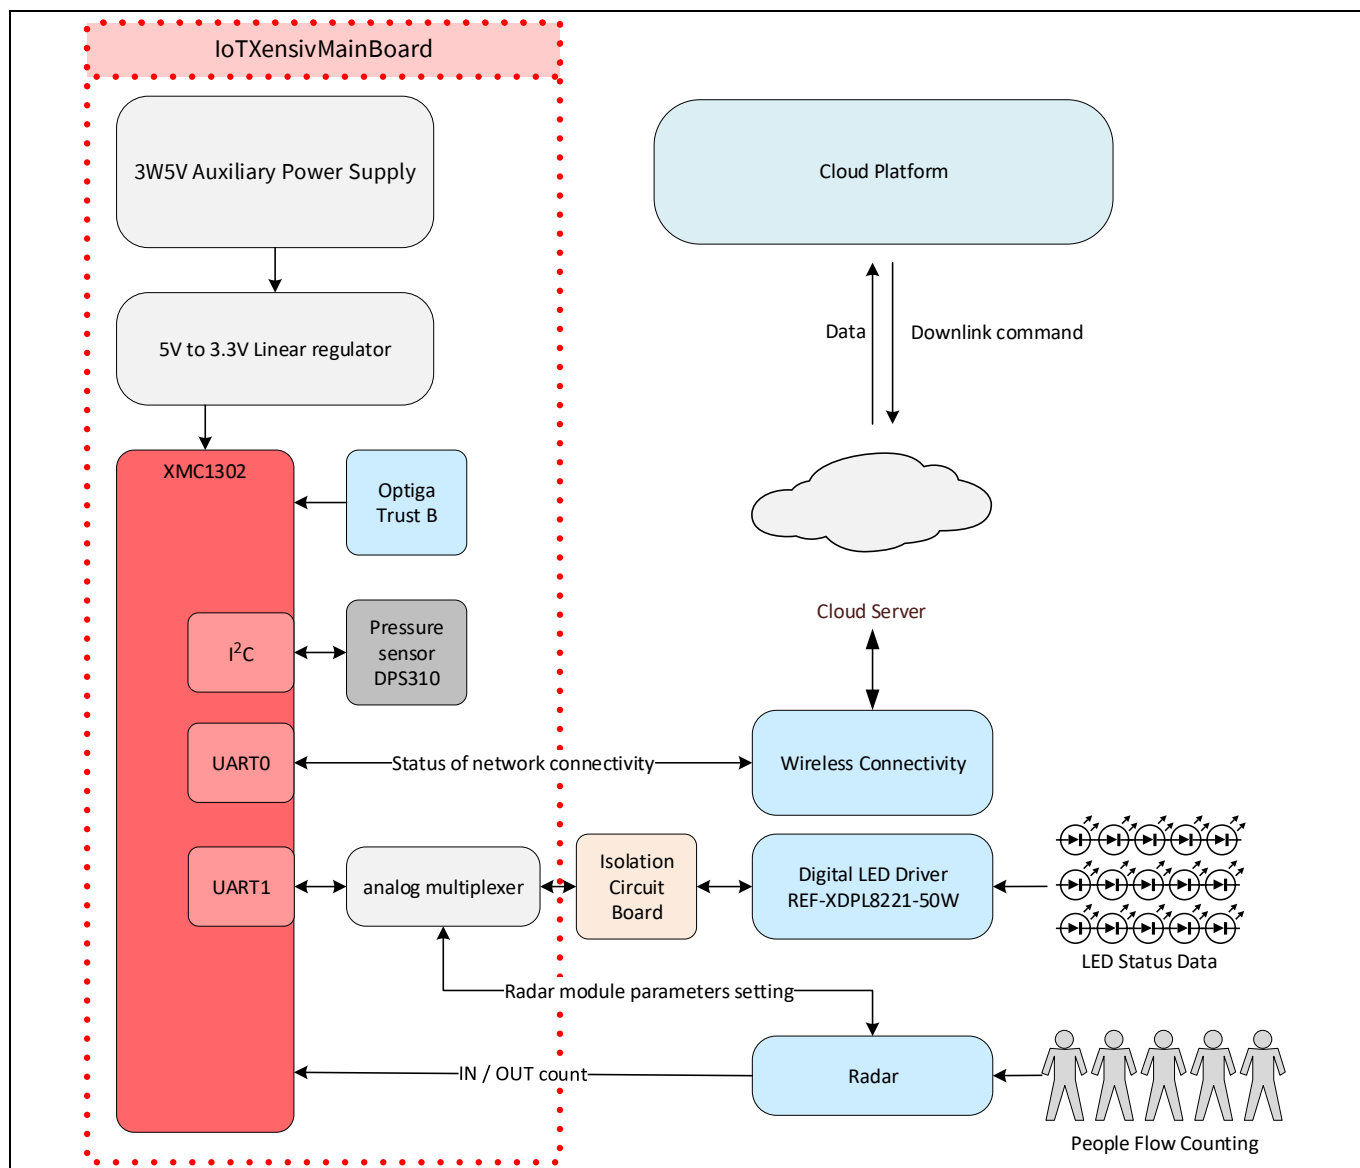 IoTXensivMainBoard
3W5V Auxiliary Power Supply
Cloud Platform
5V to 3.3V Linear regulator
Data
Downlink command
XMC1302
Optiga
Trust B
Cloud Server
I²C
Pressure
sensor
DPS310
UART0
Status of network connectivity
Wireless Connectivity
UART1
analog multiplexer
Isolation
Circuit
Board
Digital LED Driver
REF-XDPL8221-50W
LED Status Data
Radar module parameters setting
IN / OUT count
Radar
People Flow Counting